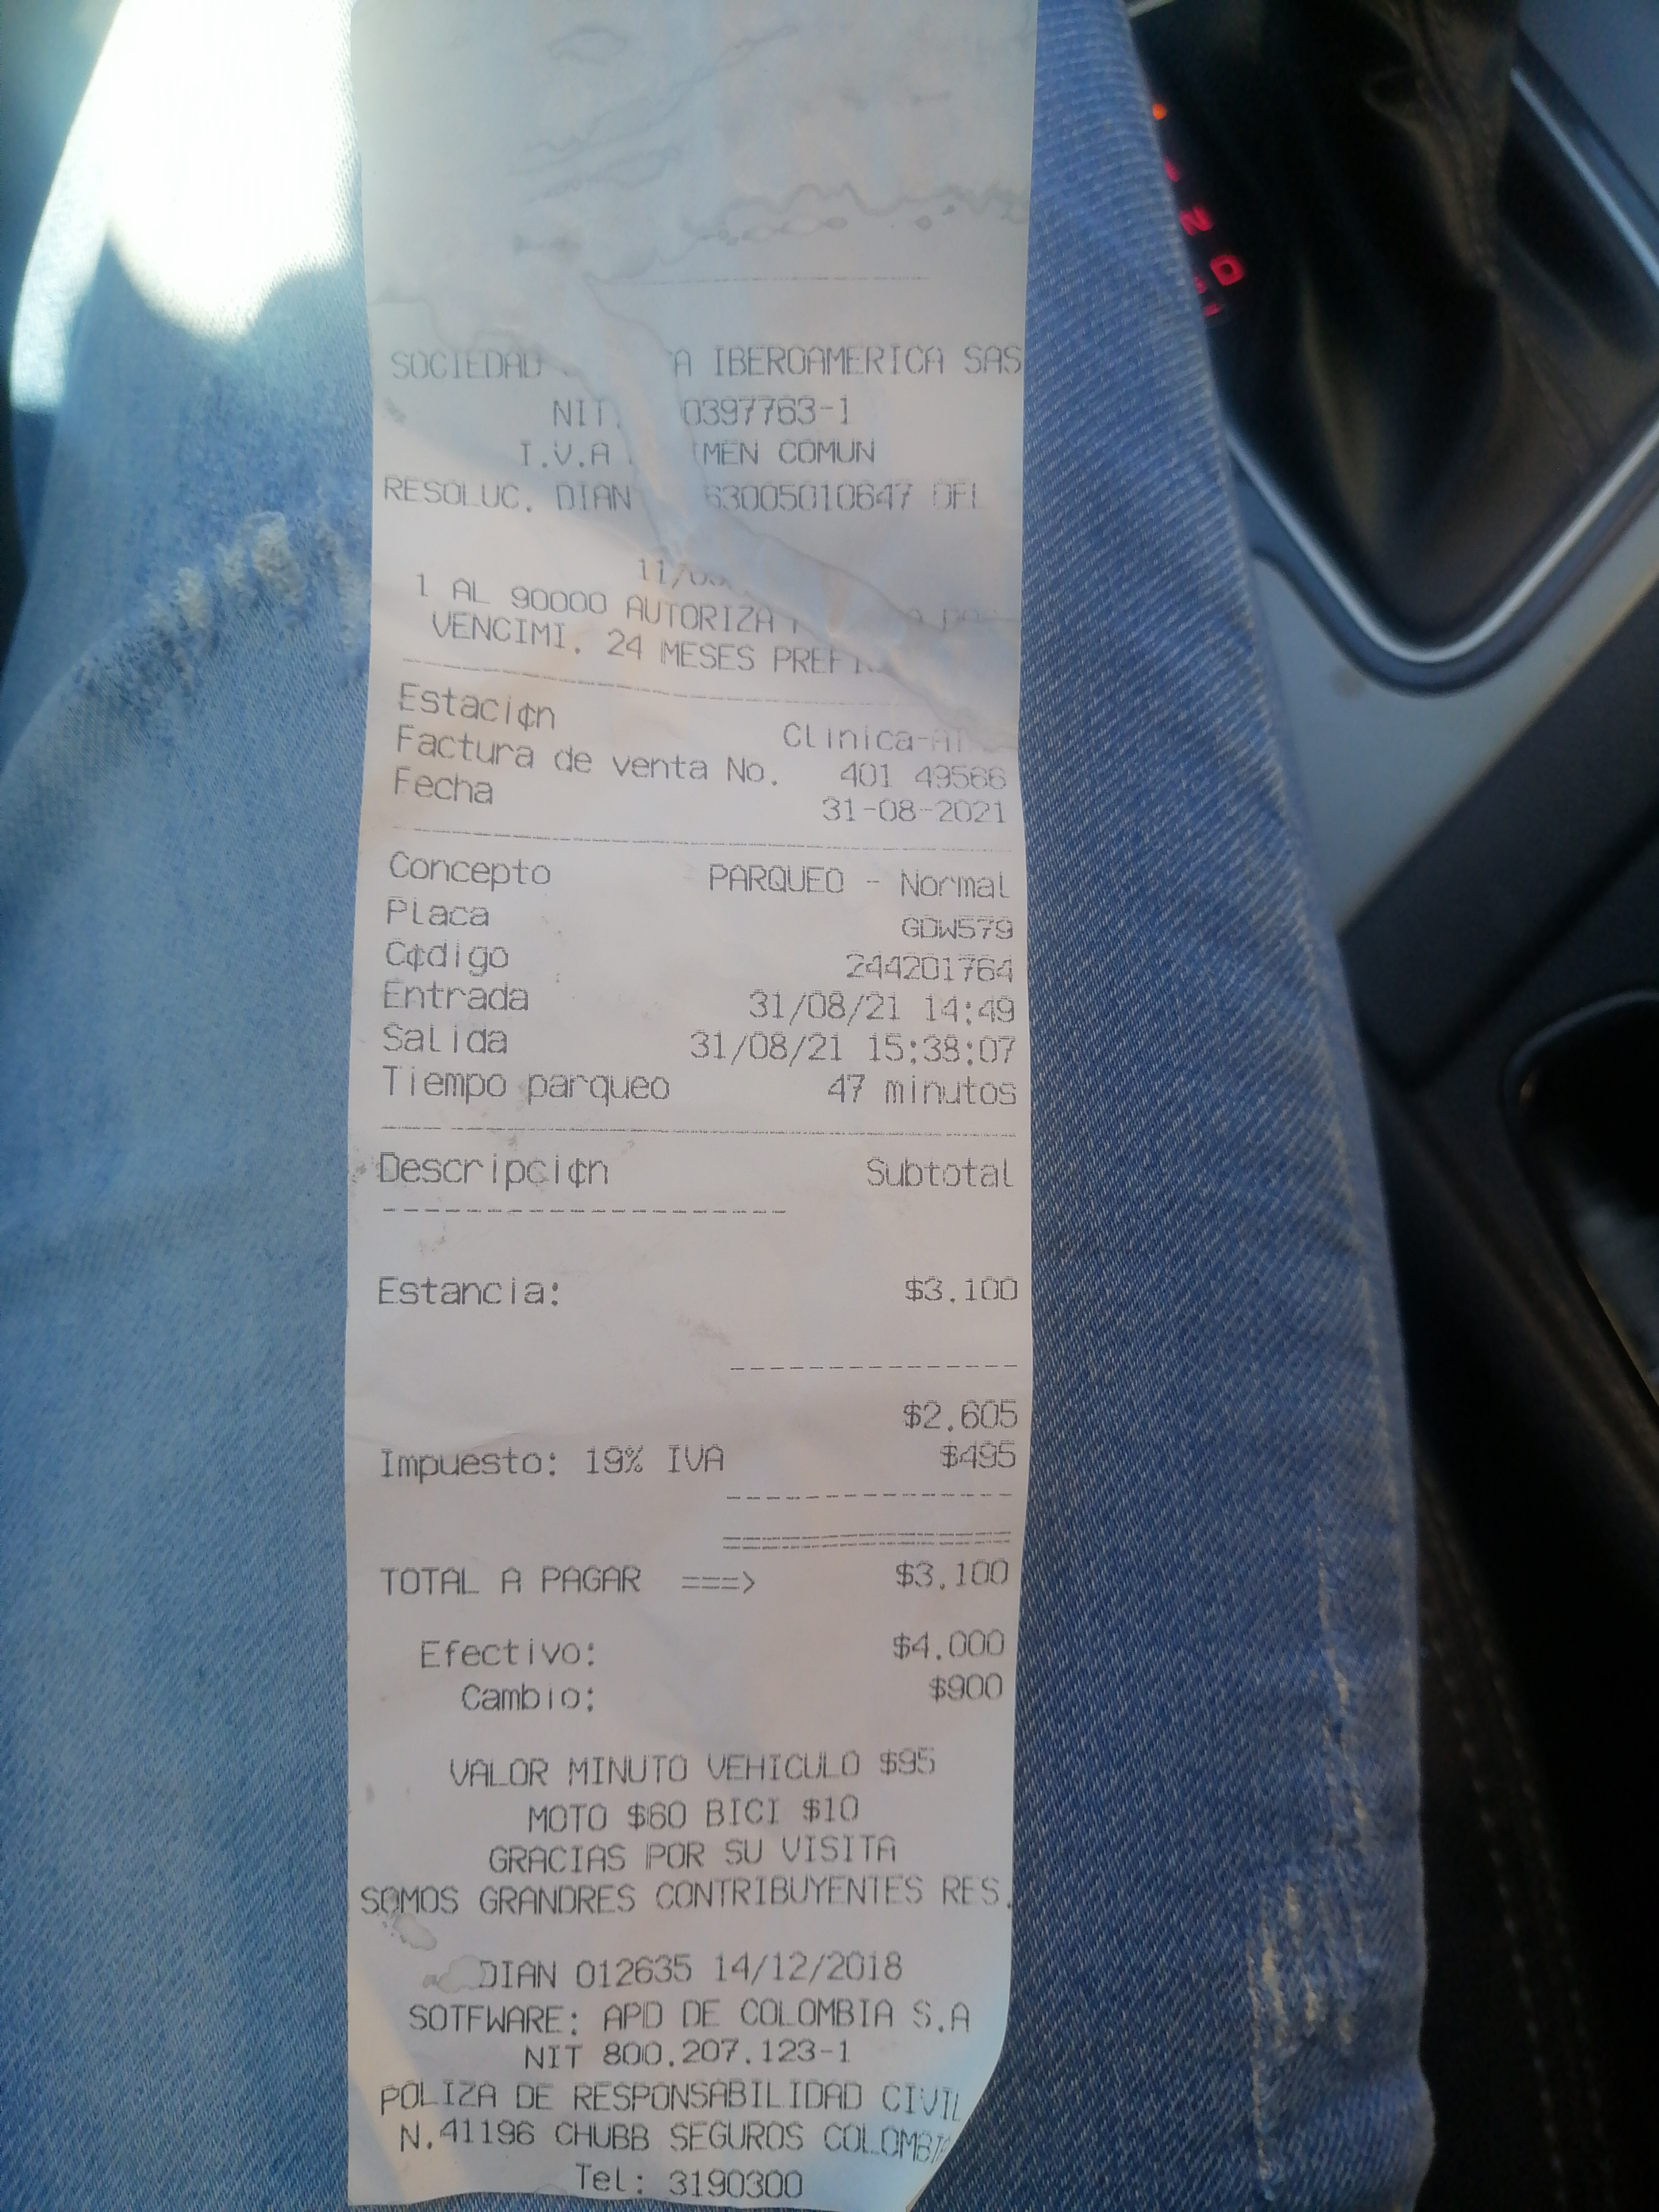 SOCIEDAD A IBEROAMERICA SAS
NIT. 0397763-1
I.V.A MEN COMUN
RESOLUC. DIAN 63005010647 DEL
11/
1 AL 90000 AUTORIZA
VENCIMI. 24 MESES PREF
Estaci¢n Clinica-
Factura de venta No. 401 49566
Fecha 31-08-2021
Concepto PARQUEO - Normal
Placa GDW579
C¢digo 244201764
Entrada 31/08/21 14:49
Salida 31/08/21 15:38:07
Tiempo parqueo 47 minutos
Descripci¢n Subtotal
Estancia: $3.100
$2.605
Impuesto: 19% IVA $495
TOTAL A PAGAR ===> $3.100
Efectivo: $4.000
Cambio: $900
VALOR MINUTO VEHICULO $95
MOTO $60 BICI $10
GRACIAS POR SU VISITA
SOMOS GRANDRES CONTRIBUYENTES RES.
DIAN 012635 14/12/2018
SOTFWARE: APD DE COLOMBIA S.A
NIT 800.207.123-1
POLIZA DE RESPONSABILIDAD CIVIL
N.41196 CHUBB SEGUROS COLOMBIA
Tel: 3190300
N
D